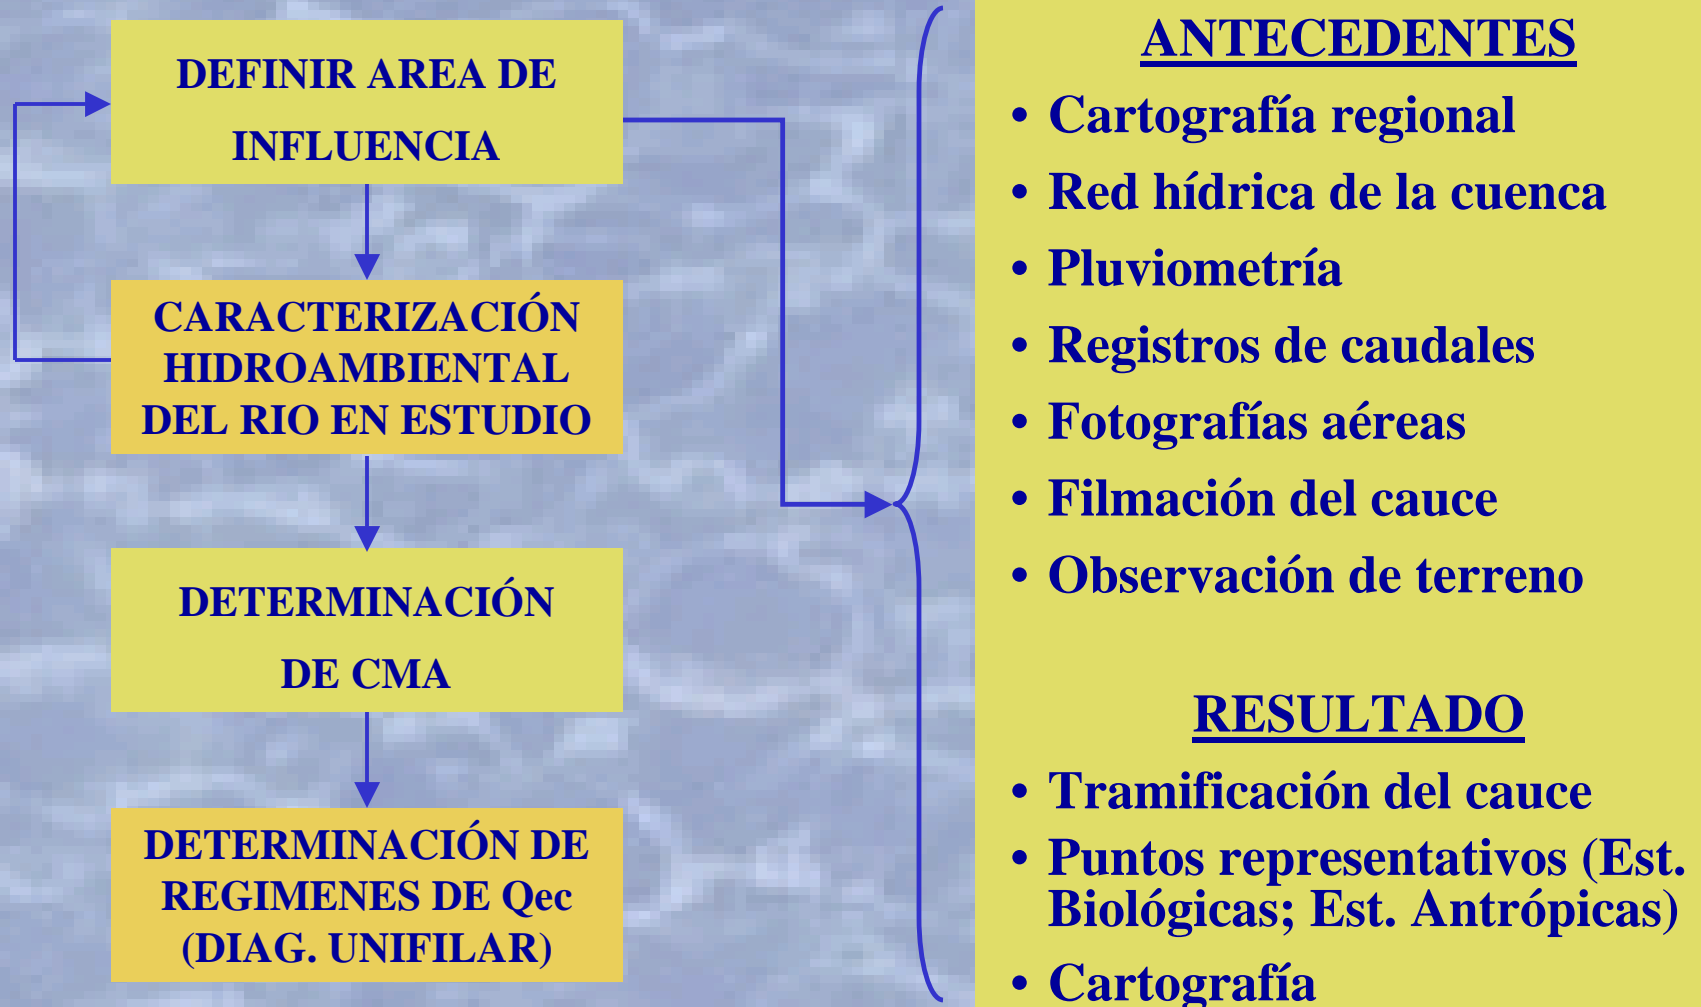 DEFINIR AREA DE
INFLUENCIA
CARACTERIZACIÓN
HIDROAMBIENTAL
DEL RIO EN ESTUDIO
DETERMINACIÓN
DE CMA
DETERMINACIÓN DE
REGIMENES DE Qec
(DIAG. UNIFILAR)
ANTECEDENTES
• Cartografía regional
• Red hídrica de la cuenca
• Pluviometría
• Registros de caudales
• Fotografías aéreas
• Filmación del cauce
• Observación de terreno
RESULTADO
• Tramificación del cauce
• Puntos representativos (Est.
Biológicas; Est. Antrópicas)
• Cartografía